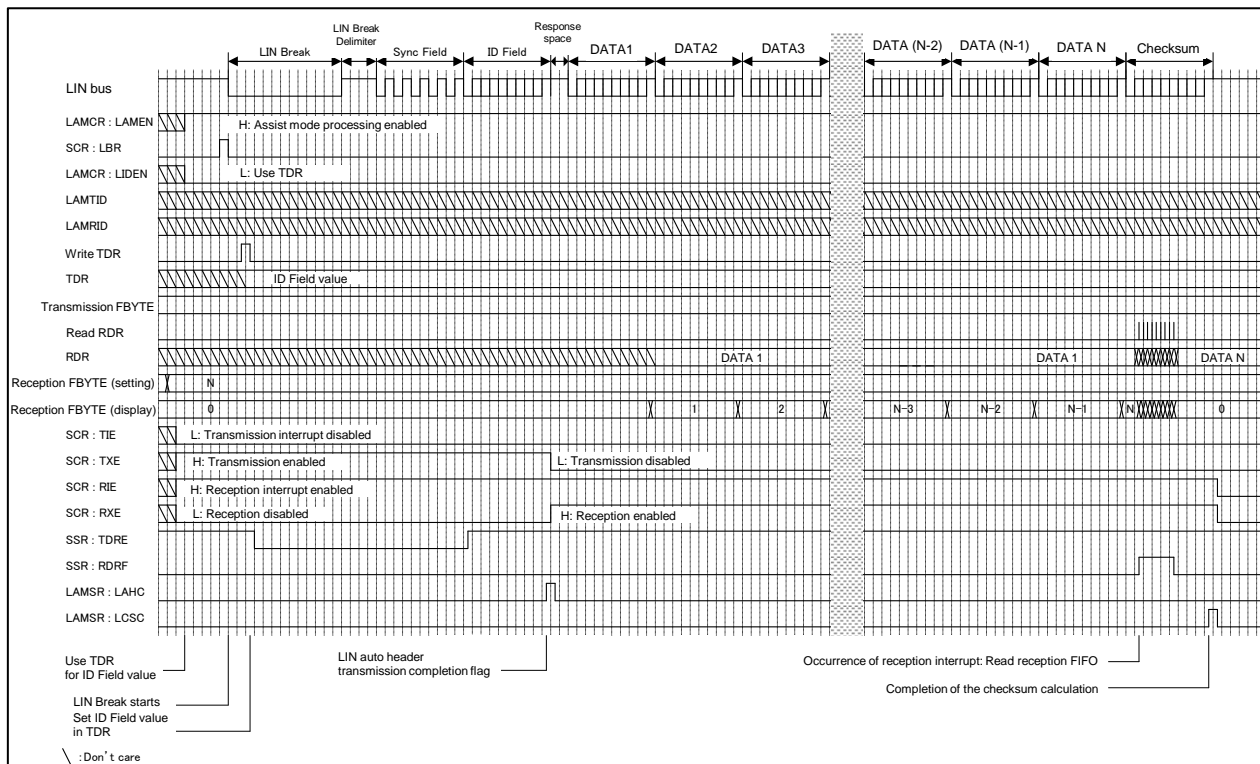 LIN Break
LIN Break
Delimiter
Sync Field
ID Field
Response
space
DATA1
DATA2
DATA3
DATA (N-2)
DATA (N-1)
DATA N
Checksum
LIN bus
LAMCR : LAMEN
H: Assist mode processing enabled
SCR : LBR
LAMCR : LIDEN
L: Use TDR
LAMTID
LAMRID
Write TDR
TDR
ID Field value
Transmission FBYTE
Read RDR
RDR
DATA 1
DATA 1
DATA N
Reception FBYTE (setting)
N
Reception FBYTE (display)
0
1
2
N-3
N-2
N-1
N
0
SCR : TIE
L: Transmission interrupt disabled
SCR : TXE
H: Transmission enabled
L: Transmission disabled
SCR : RIE
H: Reception interrupt enabled
SCR : RXE
L: Reception disabled
H: Reception enabled
SSR : TDRE
SSR : RDRF
LAMSR : LAHC
LAMSR : LCSC
Use TDR
for ID Field value
LIN auto header
transmission completion flag
Occurrence of reception interrupt: Read reception FIFO
Completion of the checksum calculation
LIN Break starts
Set ID Field value
in TDR
:Don't care